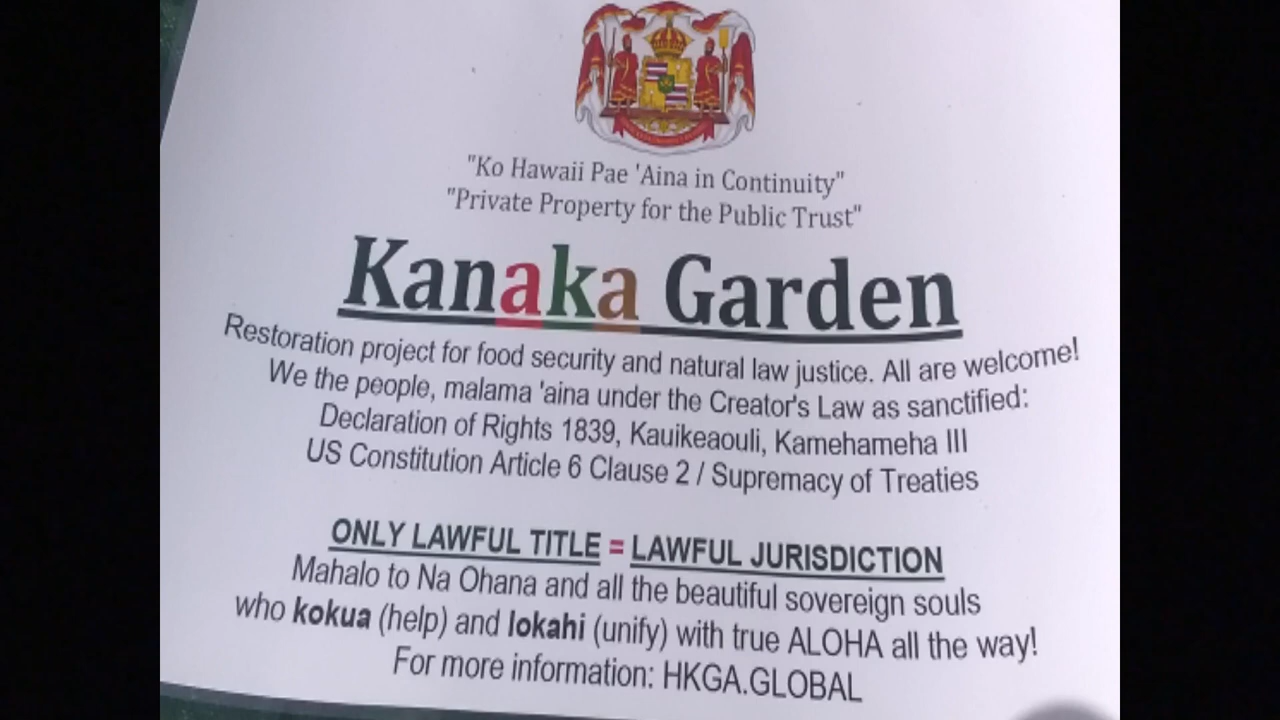 "Ko Hawaii Pae 'Aina in Continuity"
"Private Property for the Public Trust"
Kanaka Garden
Restoration project for food security and natural law justice. All are welcome!
We the people, malama 'aina under the Creator's Law as sanctified:
Declaration of Rights 1839, Kauikeaouli, Kamehameha III
US Constitution Article 6 Clause 2 / Supremacy of Treaties
ONLY LAWFUL TITLE = LAWFUL JURISDICTION
Mahalo to Na Ohana and all the beautiful sovereign souls
who kokua (help) and lokahi (unify) with true ALOHA all the way!
For more information: HKGA.GLOBAL